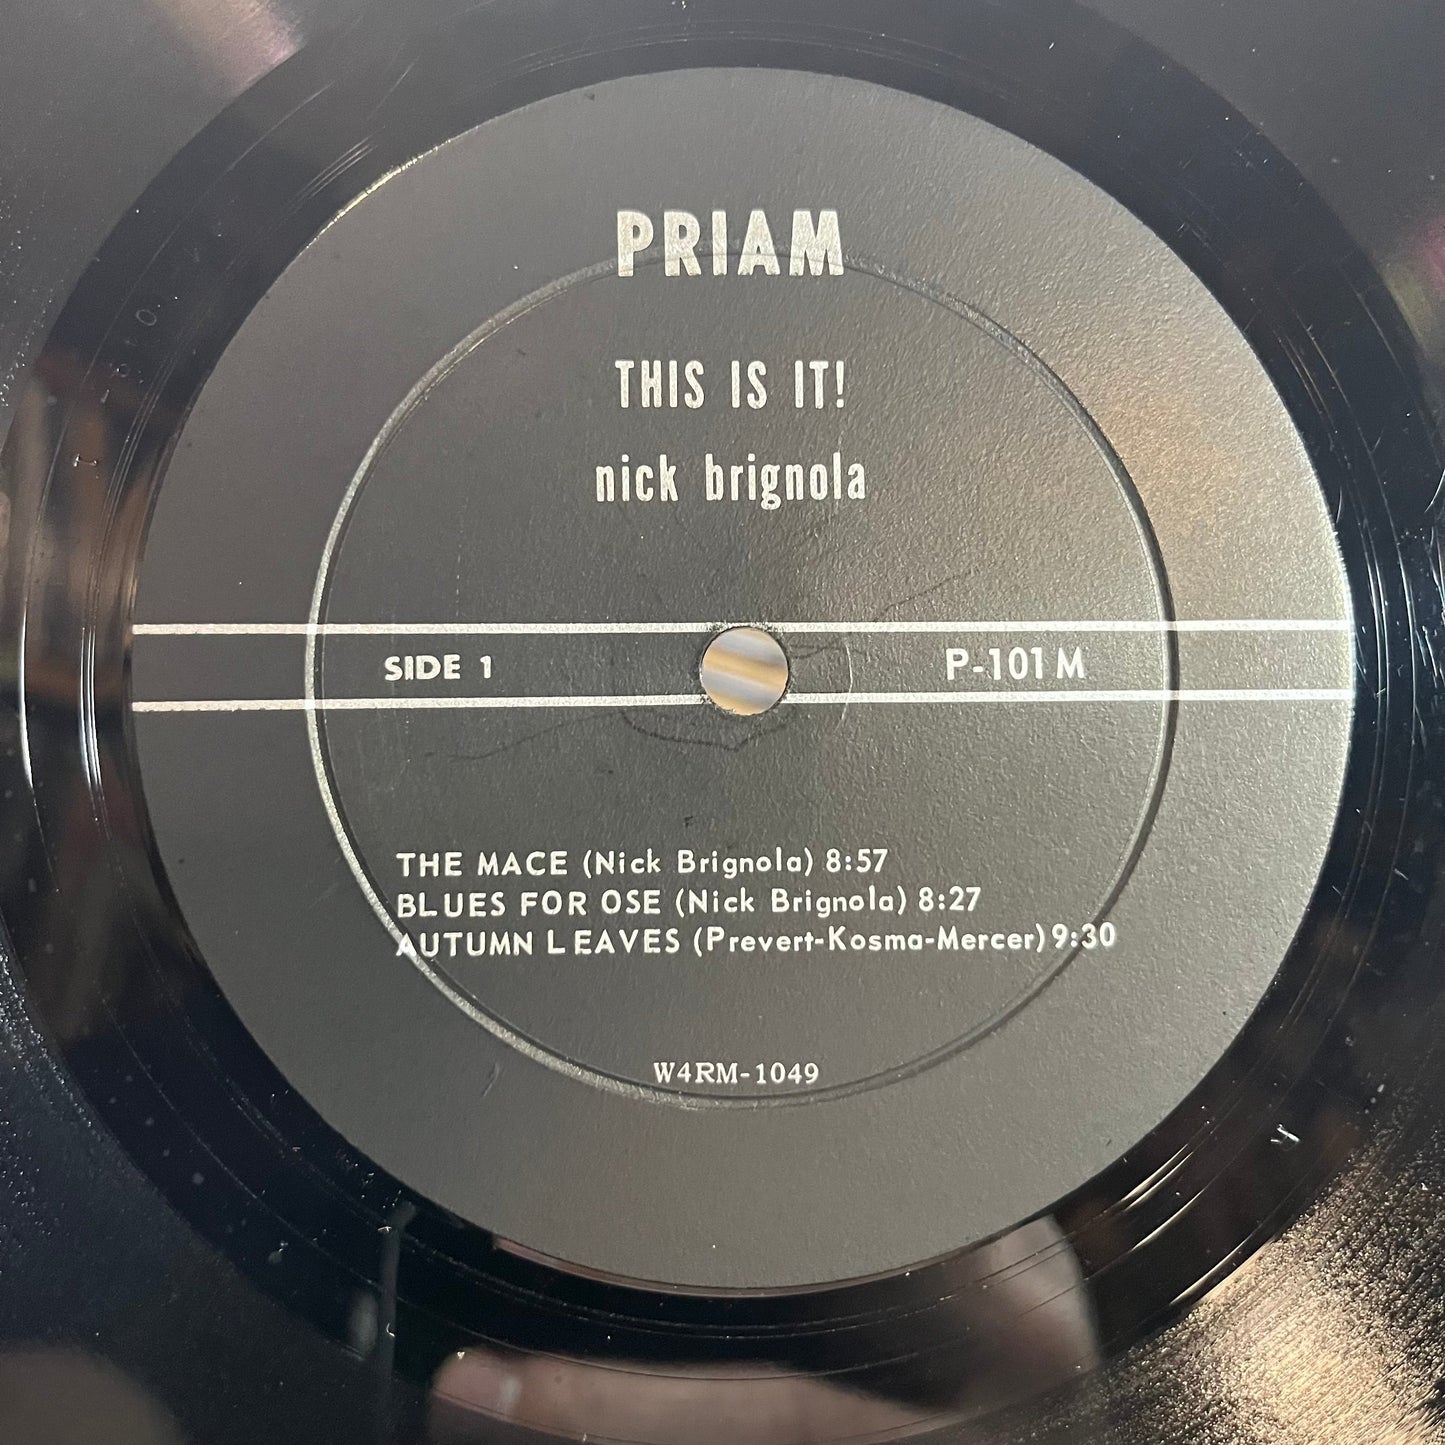 PRIAM
THIS IS IT!
nick brignola
SIDE 1
P-101 M
THE MACE (Nick Brignola) 8:57
BLUES FOR OSE (Nick Brignola) 8:27
AUTUMN LEAVES (Prevert-Kosma-Mercer) 9:30
W4RM-1049